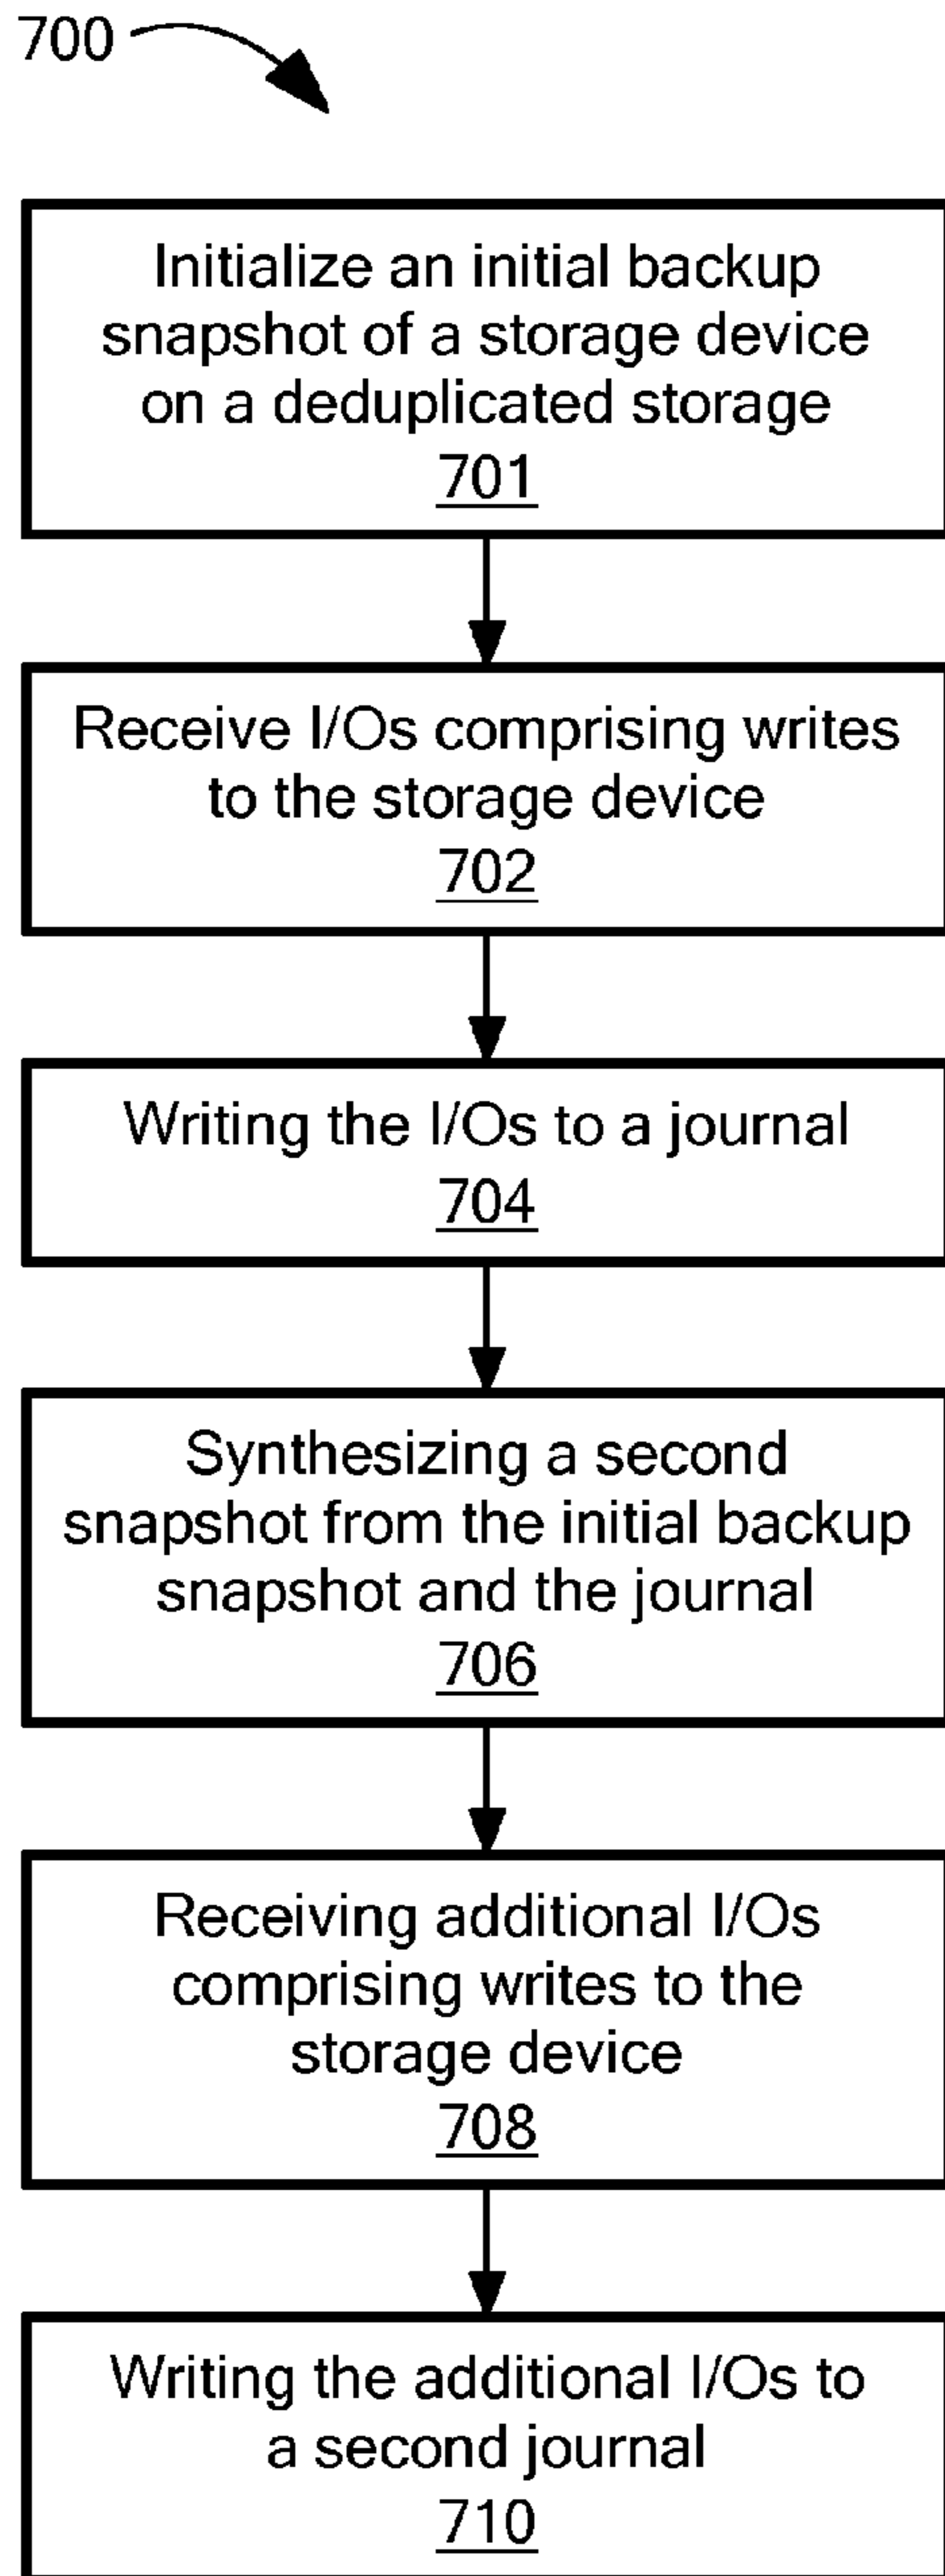 700
Initialize an initial backup
snapshot of a storage device
on a deduplicated storage
701
Receive I/Os comprising writes
to the storage device
702
Writing the I/Os to a journal
704
Synthesizing a second
snapshot from the initial backup
snapshot and the journal
706
Receiving additional I/Os
comprising writes to the
storage device
708
Writing the additional I/Os to
a second journal
710